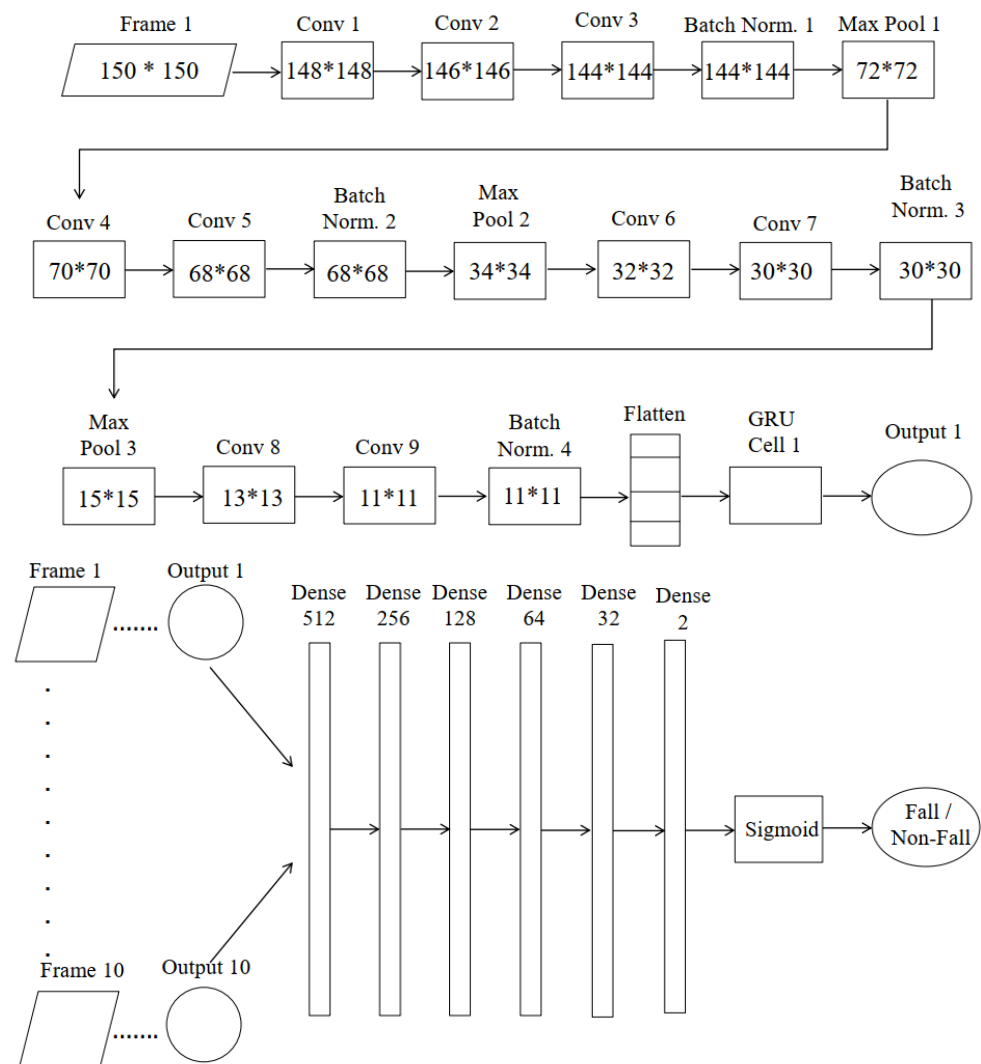 Frame 1
Conv 1
Conv 2
Conv 3
Batch Norm. 1
Max Pool 1
150 * 150
148*148
146*146
144*144
144*144
72*72
Conv 4
Conv 5
Batch
Norm. 2
Max
Pool 2
Conv 6
Conv 7
Batch
Norm. 3
70*70
68*68
68*68
34*34
32*32
30*30
30*30
Max
Pool 3
Conv 8
Conv 9
Batch
Norm. 4
Flatten
GRU
Cell 1
Output 1
15*15
13*13
11*11
11*11
Frame 1
Output 1
Dense
512
Dense
256
Dense
128
Dense
64
Dense
32
Dense
2
Sigmoid
Fall /
Non-Fall
Frame 10
Output 10